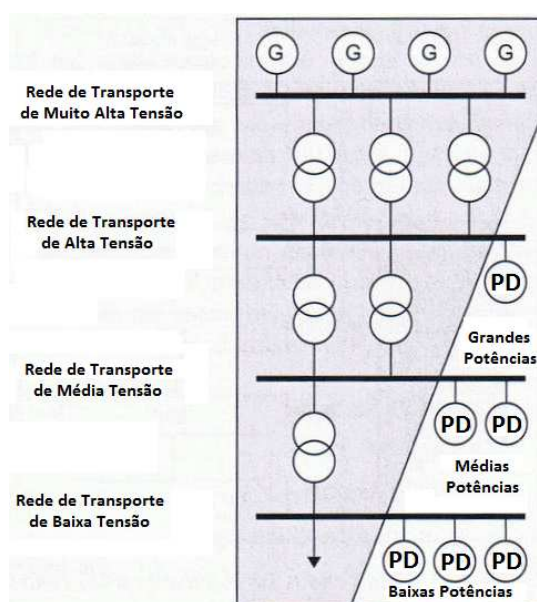 G G G G
Rede de Transporte
de Muito Alta Tensão
Rede de Transporte
de Alta Tensão
PD
Grandes
Potências
Rede de Transporte
de Média Tensão
PD PD
Médias
Potências
Rede de Transporte
de Baixa Tensão
PD PD PD
Baixas Potências